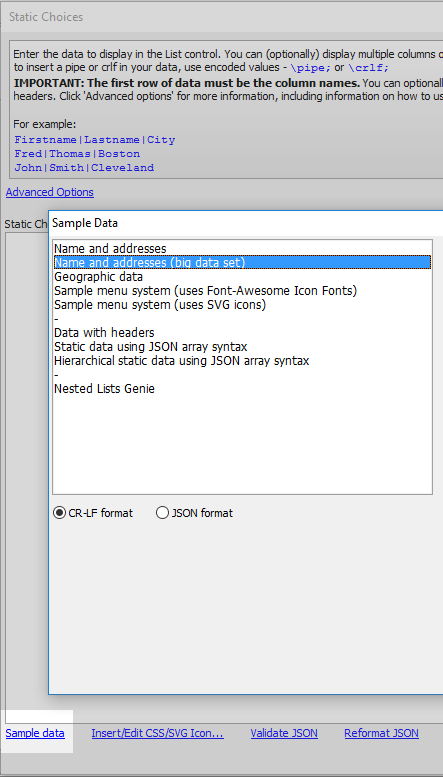 Static Choices
Enter the data to display in the List control. You can (optionally) display multiple columns
to insert a pipe or crlf in your data, use encoded values - \pipe; or \crlf;
IMPORTANT: The first row of data must be the column names. You can optional
headers. Click 'Advanced options' for more information, including information on how to us
For example:
Firstname|Lastname|City
Fred|Thomas|Boston
John|Smith|Cleveland
Advanced Options
Static Ch
Sample Data
Name and addresses
Name and addresses (big data set)
Geographic data
Sample menu system (uses Font-Awesome Icon Fonts)
Sample menu system (uses SVG icons)
-
Data with headers
Static data using JSON array syntax
Hierarchical static data using JSON array syntax
-
Nested Lists Genie
CR-LF format JSON format
Sample data Insert/Edit CSS/SVG Icon... Validate JSON Reformat JSON